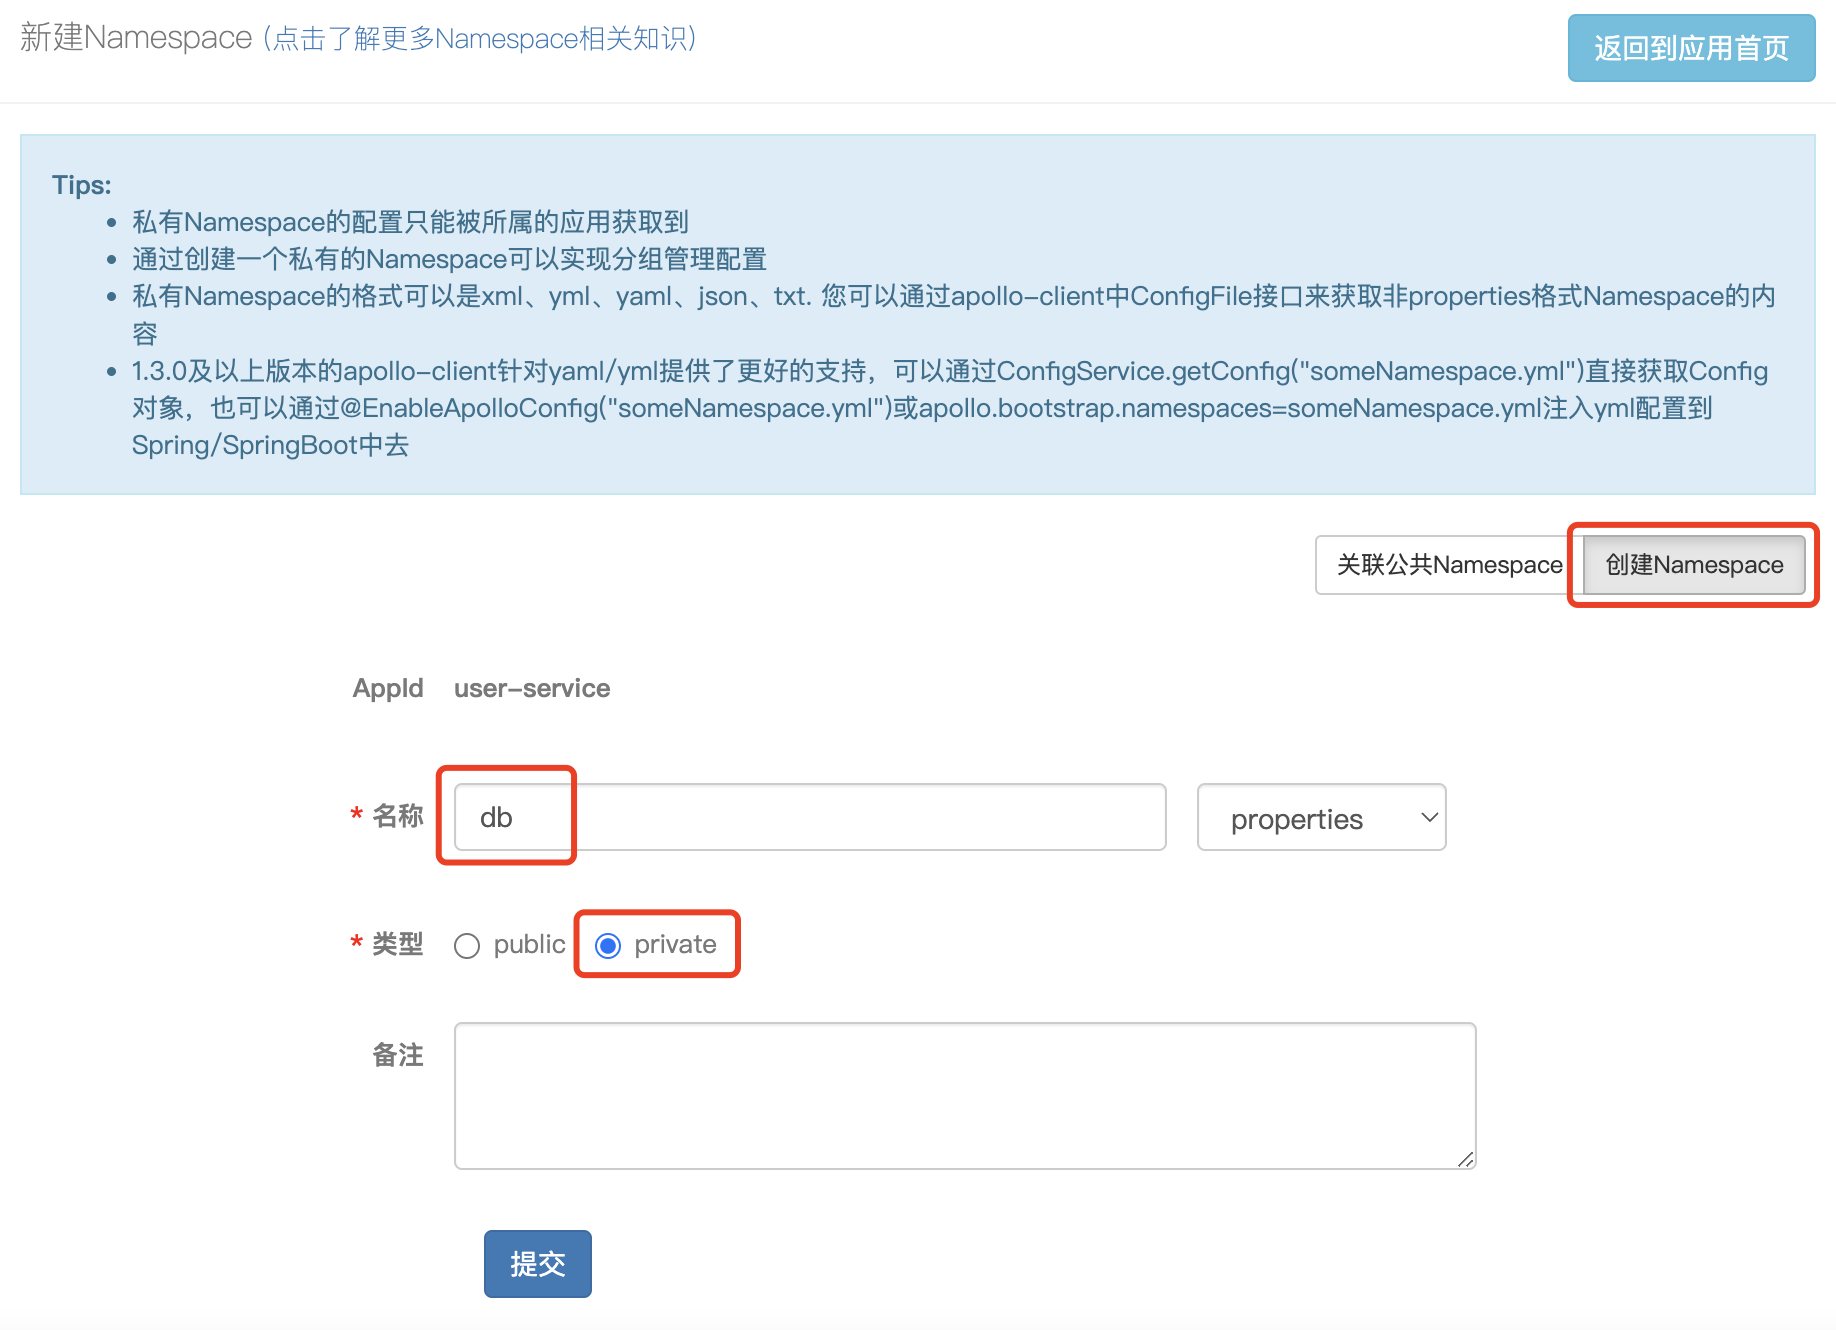 新建Namespace (点击了解更多Namespace相关知识)
返回到应用首页
Tips:
私有Namespace的配置只能被所属的应用获取到
通过创建一个私有的Namespace可以实现分组管理配置
私有Namespace的格式可以是xml、yml、yaml、json、txt. 您可以通过apollo-client中ConfigFile接口来获取非properties格式Namespace的内
容
1.3.0及以上版本的apollo-client针对yaml/yml提供了更好的支持，可以通过ConfigService.getConfig("someNamespace.yml")直接获取Config
对象，也可以通过@EnableApolloConfig("someNamespace.yml")或apollo.bootstrap.namespaces=someNamespace.yml注入yml配置到
Spring/SpringBoot中去
关联公共Namespace 创建Namespace
AppId user-service
* 名称 db properties
* 类型 public private
备注
提交